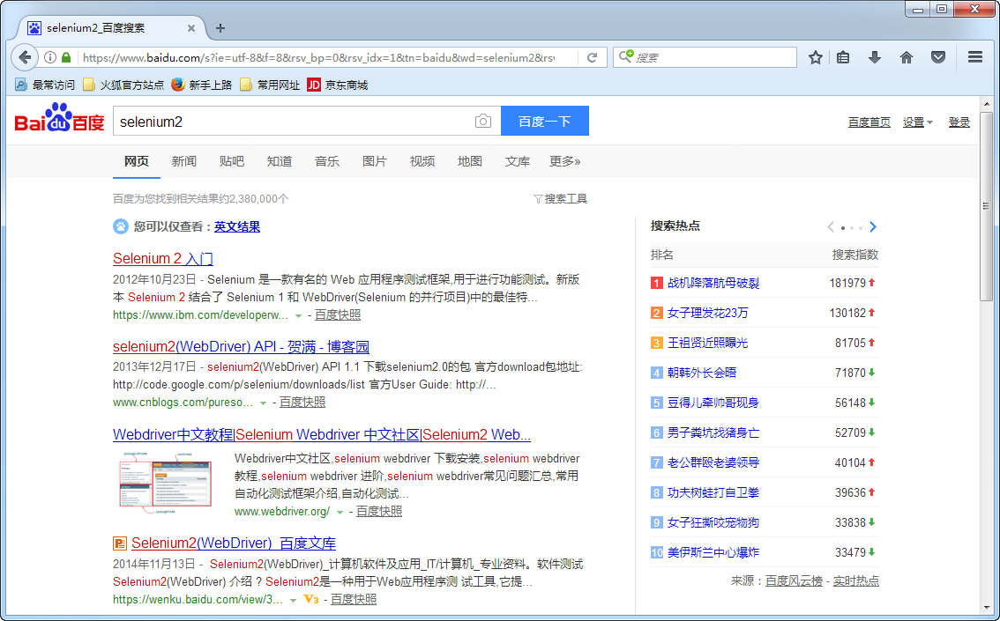 selenium2_百度搜索
https://www.baidu.com/s?ie=utf-8&f=8&rsv_bp=0&rsv_idx=1&tn=baidu&wd=selenium2&rsv
搜索
最常访问 火狐官方站点 新手上路 常用网址 JD 京东商城
Bai du 百度 selenium2 百度一下 百度首页 设置 登录
网页 新闻 贴吧 知道 音乐 图片 视频 地图 文库 更多»
百度为您找到相关结果约2,380,000个 搜索工具
您可以仅查看：英文结果
Selenium 2 入门
2012年10月23日 - Selenium 是一款有名的 Web 应用程序测试框架,用于进行功能测试。新版
本 Selenium 2 结合了 Selenium 1 和 WebDriver(Selenium 的并行项目)中的最佳特...
https://www.ibm.com/developerw... - 百度快照
selenium2(WebDriver) API - 贺满 - 博客园
2013年12月17日 - selenium2(WebDriver) API 1.1 下载selenium2.0的包 官方download包地址:
http://code.google.com/p/selenium/downloads/list 官方User Guide: http://...
www.cnblogs.com/pureso... - 百度快照
Webdriver中文教程|Selenium Webdriver 中文社区|Selenium2 Web...
Webdriver中文社区,selenium webdriver 下载安装,selenium webdriver
教程,selenium webdriver 进阶,selenium webdriver常见问题汇总,常用
自动化测试框架介绍,自动化测试...
www.webdriver.org/ - 百度快照
Selenium2(WebDriver)_百度文库
2014年11月13日 - Selenium2(WebDriver)_计算机软件及应用_IT/计算机_专业资料。软件测试
Selenium2(WebDriver) 介绍 ? Selenium2是一种用于Web应用程序测 试工具,它提...
https://wenku.baidu.com/view/3... V3 - 百度快照
搜索热点
排名 搜索指数
1 战机降落航母破裂 181979
2 女子理发花23万 130182
3 王祖贤近照曝光 81705
4 朝韩外长会晤 71870
5 豆得儿牵帅哥现身 56148
6 男子粪坑找猪身亡 52709
7 老公群殴老婆领导 40104
8 功夫树蛙打自卫拳 39636
9 女子狂撕咬宠物狗 33838
10 美伊斯兰中心爆炸 33479
来源：百度风云榜 - 实时热点